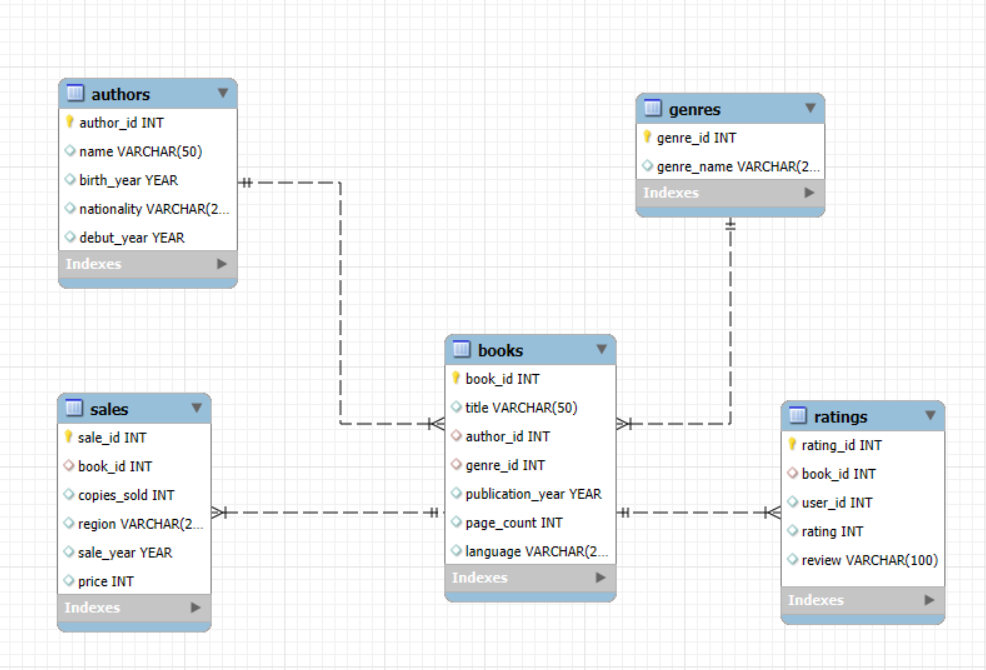 authors
author_id INT
name VARCHAR(50)
birth_year YEAR
nationality VARCHAR(2...
debut_year YEAR
Indexes
genres
genre_id INT
genre_name VARCHAR(2...
Indexes
books
book_id INT
title VARCHAR(50)
author_id INT
genre_id INT
publication_year YEAR
page_count INT
language VARCHAR(2...
Indexes
sales
sale_id INT
book_id INT
copies_sold INT
region VARCHAR(2...
sale_year YEAR
price INT
Indexes
ratings
rating_id INT
book_id INT
user_id INT
rating INT
review VARCHAR(100)
Indexes